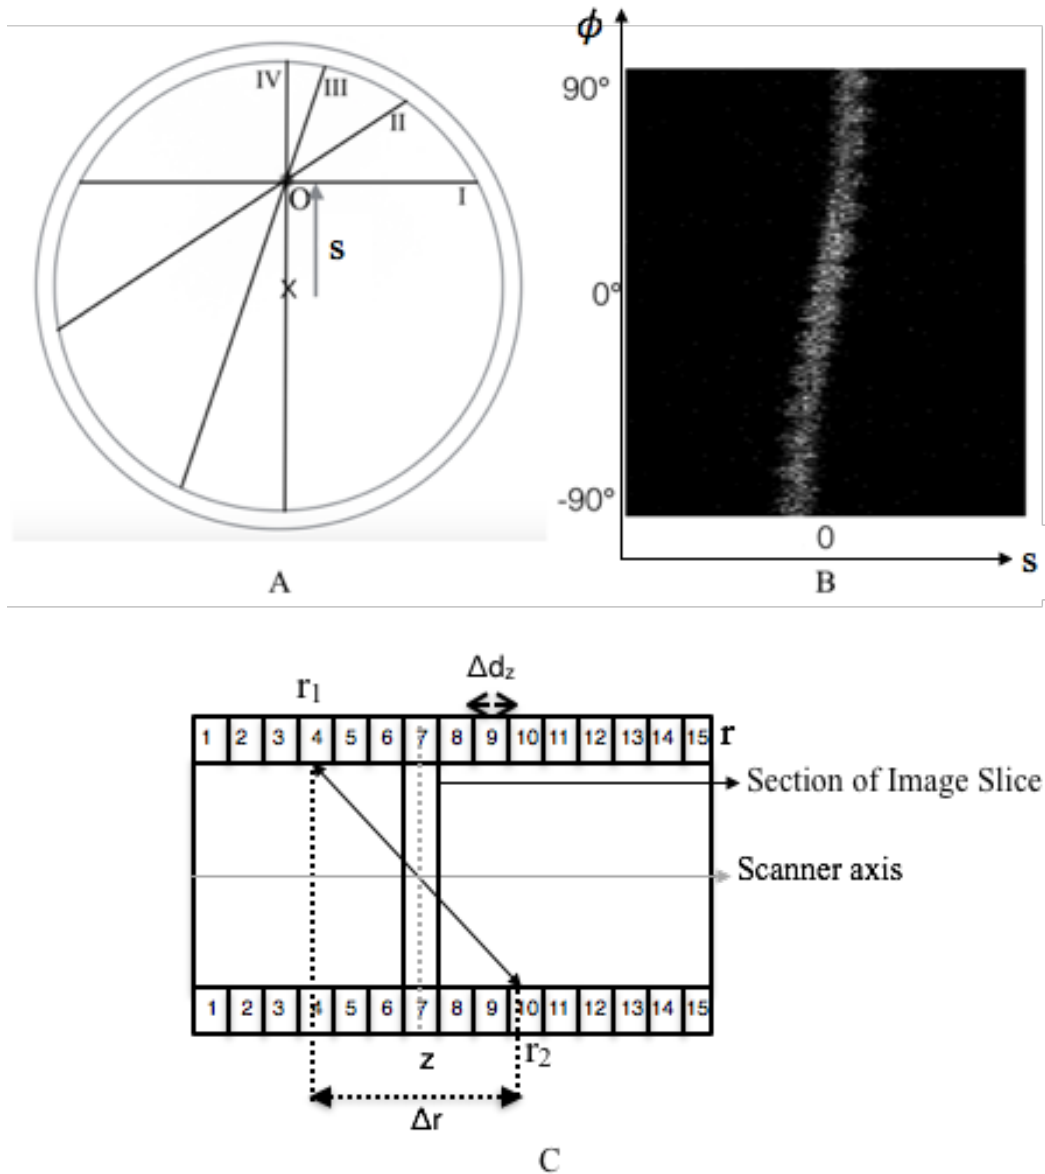 IV
III
II
O
I
s
X
A
ϕ
90°
0°
-90°
0
s
B
Δd_z
r₁
1 2 3 4 5 6 7 8 9 10 11 12 13 14 15 r
Section of Image Slice
Scanner axis
1 2 3 4 5 6 7 8 9 10 11 12 13 14 15
z
r₂
Δr
C